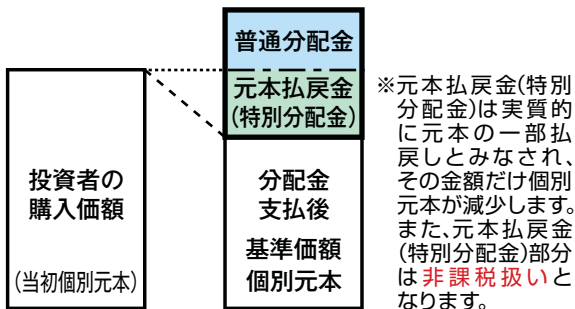 普通分配金
元本払戻金
(特別分配金)
投資者の
購入価額
(当初個別元本)
分配金
支払後
基準価額
個別元本
※元本払戻金(特別
分配金)は実質的
に元本の一部払
戻しとみなされ、
その金額だけ個別
元本が減少します。
また、元本払戻金
(特別分配金)部分
は非課税扱いと
なります。